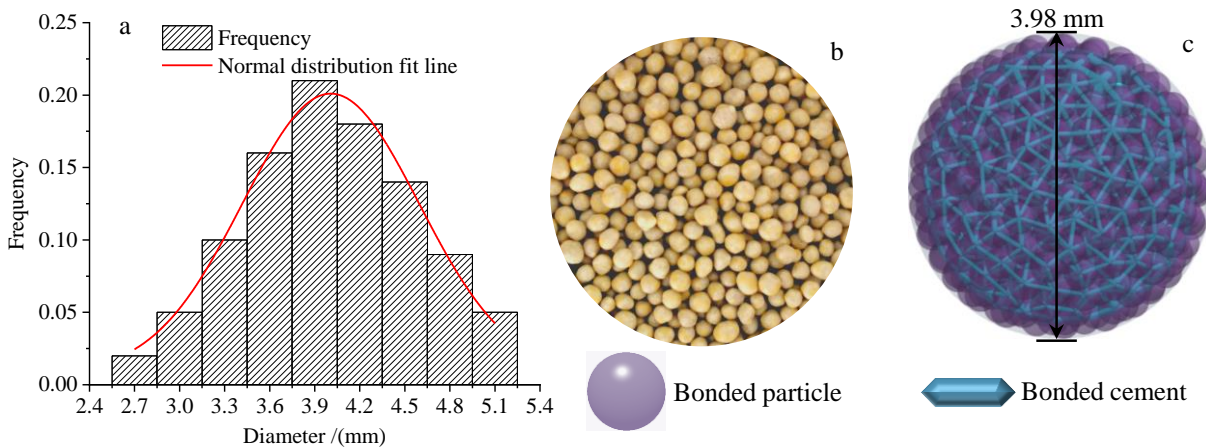 a
Frequency
Normal distribution fit line
0.25
0.20
0.15
0.10
0.05
0.00
Frequency
2.4 2.7 3.0 3.3 3.6 3.9 4.2 4.5 4.8 5.1 5.4
Diameter /(mm)
b
Bonded particle
3.98 mm
c
Bonded cement